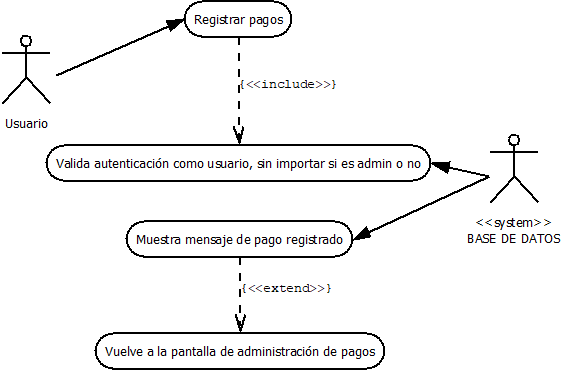 Registrar pagos
{<<include>>}
Usuario
Valida autenticación como usuario, sin importar si es admin o no
<<system>>
BASE DE DATOS
Muestra mensaje de pago registrado
{<<extend>>}
Vuelve a la pantalla de administración de pagos